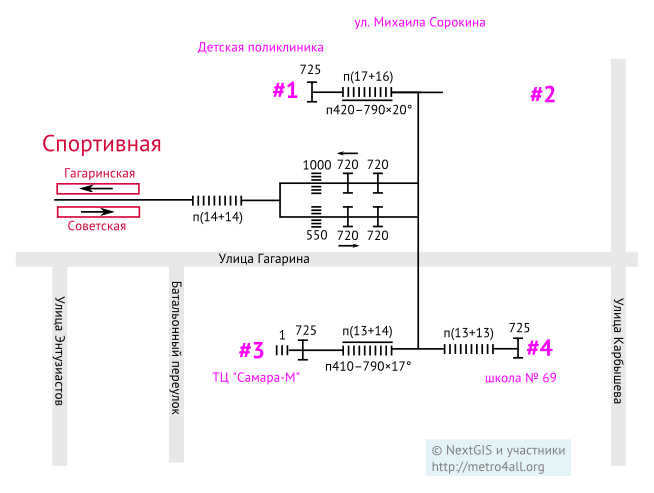 ул. Михаила Сорокина
Детская поликлиника
725
п(17+16)
#1
#2
п420–790×20°
Спортивная
1000
720
720
Гагаринская
п(14+14)
Советская
550
720
720
Улица Гагарина
Улица Энтузиастов
Батальонный переулок
Улица Карбышева
1
725
п(13+14)
п(13+13)
725
#3
#4
п410–790×17°
ТЦ "Самара-М"
школа № 69
© NextGIS и участники
http://metro4all.org